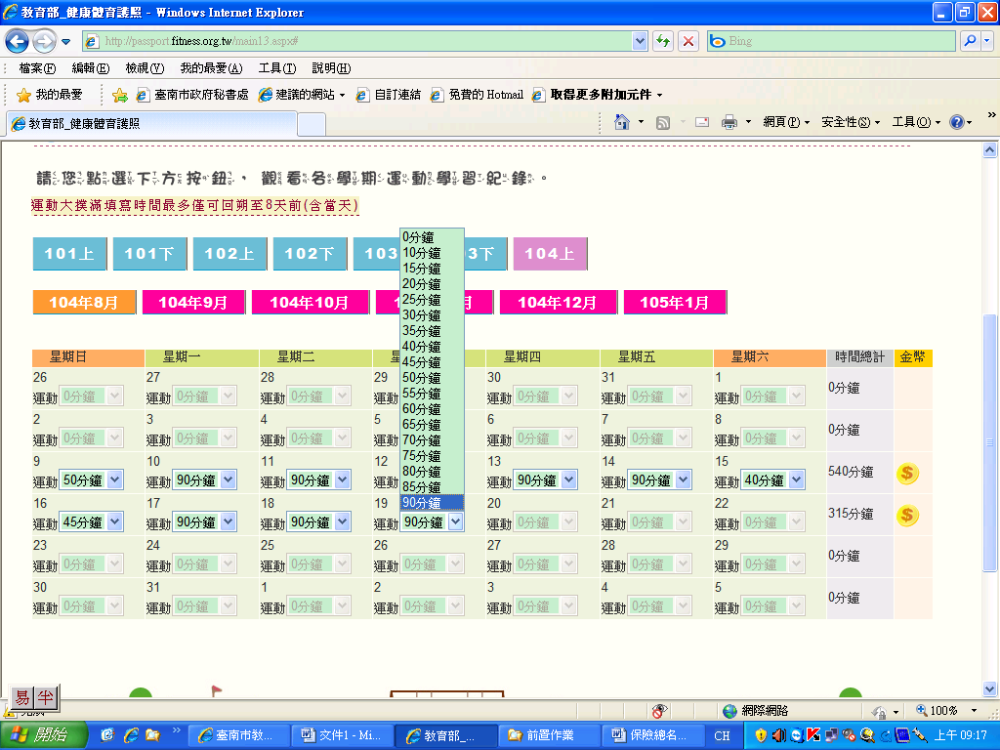 教育部_健康體育護照 - Windows Internet Explorer
http://passport.fitness.org.tw/main13.aspx#
Bing
檔案(F) 編輯(E) 檢視(V) 我的最愛(A) 工具(T) 說明(H)
我的最愛 臺南市政府秘書處 建議的網站 自訂連結 免費的 Hotmail 取得更多附加元件
教育部_健康體育護照 網頁(P) 安全性(S) 工具(O) »
請您點選下方按鈕，觀看各學期運動學習紀錄。
運動大撲滿填寫時間最多僅可回朔至8天前(含當天)
101上 101下 102上 102下 103 3下 104上
104年8月 104年9月 104年10月 1 月 104年12月 105年1月
0分鐘
10分鐘
15分鐘
20分鐘
25分鐘
30分鐘
35分鐘
40分鐘
45分鐘
50分鐘
55分鐘
60分鐘
65分鐘
70分鐘
75分鐘
80分鐘
85分鐘
90分鐘
星期日 星期一 星期二 星 星期四 星期五 星期六 時間總計 金幣
26 27 28 29 30 31 1
運動 0分鐘 運動 0分鐘 運動 0分鐘 運動 運動 0分鐘 運動 0分鐘 運動 0分鐘 0分鐘
2 3 4 5 6 7 8
運動 0分鐘 運動 0分鐘 運動 0分鐘 運動 運動 0分鐘 運動 0分鐘 運動 0分鐘 0分鐘
9 10 11 12 13 14 15
運動 50分鐘 運動 90分鐘 運動 90分鐘 運動 運動 90分鐘 運動 90分鐘 運動 40分鐘 540分鐘 $
16 17 18 19 20 21 22
運動 45分鐘 運動 90分鐘 運動 90分鐘 運動 90分鐘 運動 0分鐘 運動 0分鐘 運動 0分鐘 315分鐘 $
23 24 25 26 27 28 29
運動 0分鐘 運動 0分鐘 運動 0分鐘 運動 0分鐘 運動 0分鐘 運動 0分鐘 運動 0分鐘 0分鐘
30 31 1 2 3 4 5
運動 0分鐘 運動 0分鐘 運動 0分鐘 運動 0分鐘 運動 0分鐘 運動 0分鐘 運動 0分鐘 0分鐘
易 半
網際網路 100%
開始 » 臺南市教... 文件1 - Mi... 教育部_... 前置作業 保險總名... CH 上午 09:17